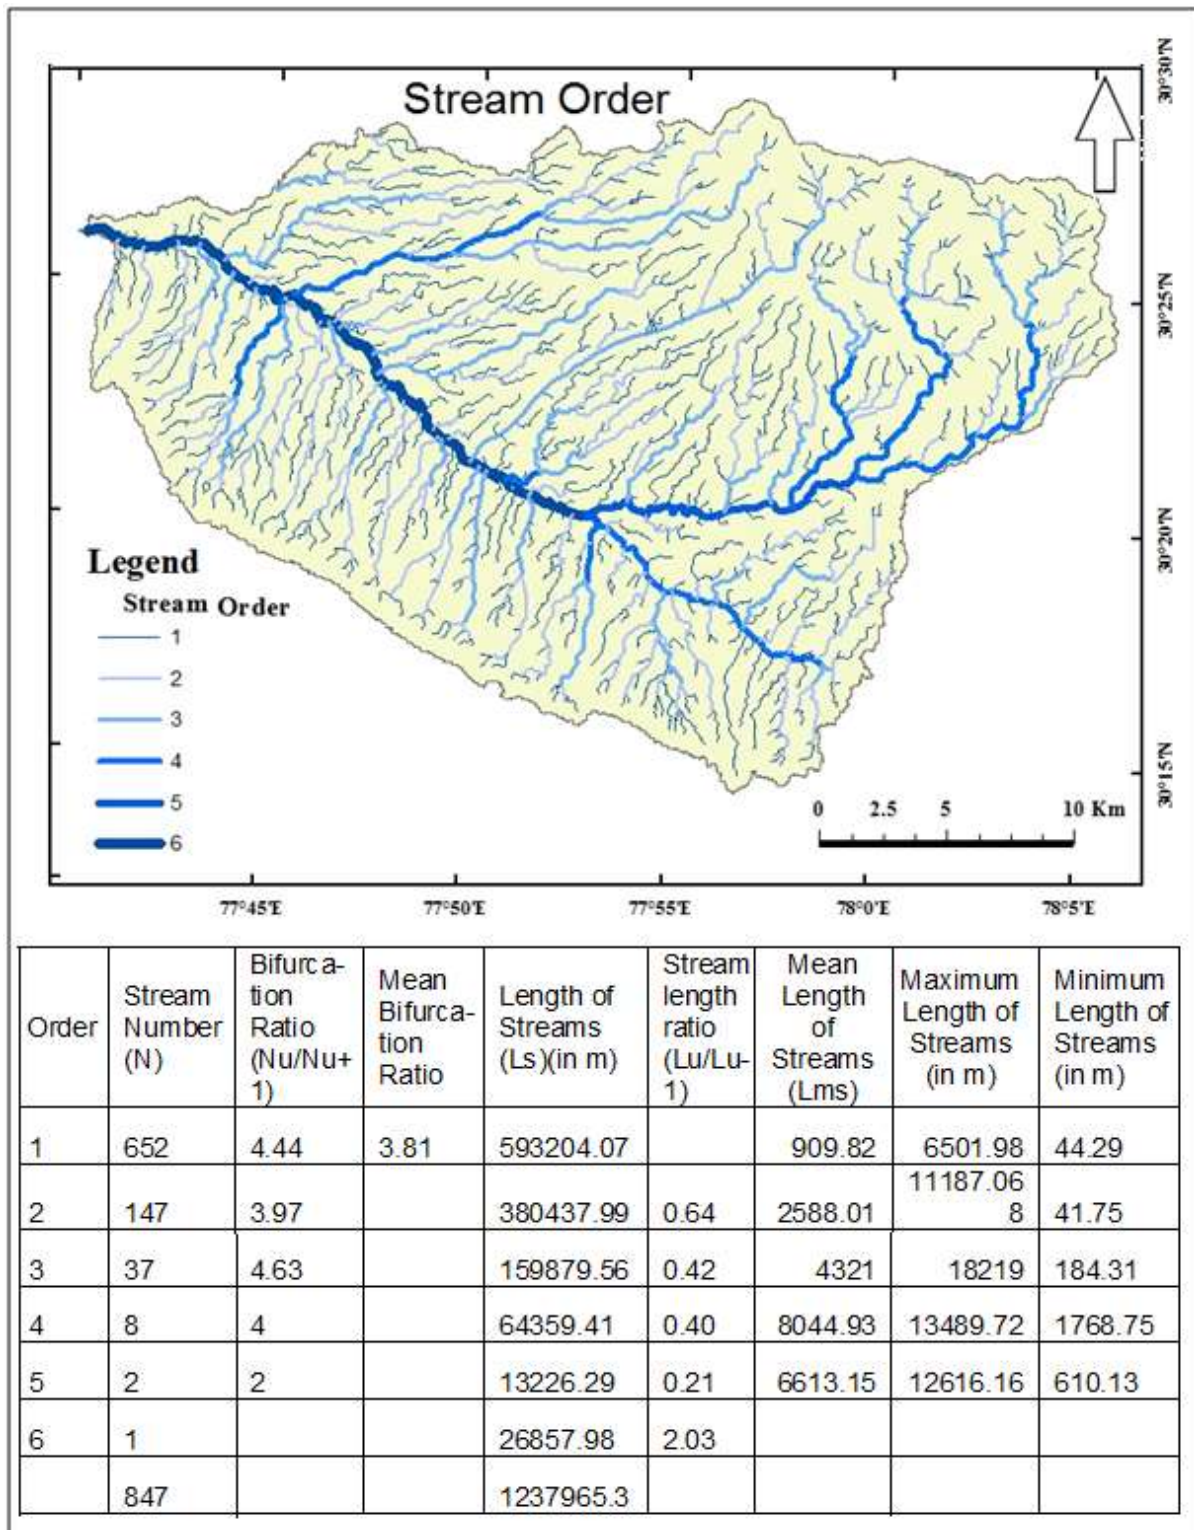 Stream Order
30°30'N
30°25'N
30°20'N
30°15'N
Legend
Stream Order
1
2
3
4
5
6
0 2.5 5 10 Km
77°45'E 77°50'E 77°55'E 78°0'E 78°5'E
Order
Stream
Number
(N)
Bifurca-
tion
Ratio
(Nu/Nu+
1)
Mean
Bifurca-
tion
Ratio
Length of
Streams
(Ls)(in m)
Stream
length
ratio
(Lu/Lu-
1)
Mean
Length
of
Streams
(Lms)
Maximum
Length of
Streams
(in m)
Minimum
Length of
Streams
(in m)
1 652 4.44 3.81 593204.07 909.82 6501.98 44.29
2 147 3.97 380437.99 0.64 2588.01 11187.06
8 41.75
3 37 4.63 159879.56 0.42 4321 18219 184.31
4 8 4 64359.41 0.40 8044.93 13489.72 1768.75
5 2 2 13226.29 0.21 6613.15 12616.16 610.13
6 1 26857.98 2.03
847 1237965.3